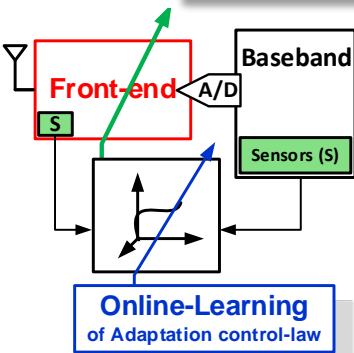 Baseband
Front-end
A/D
S
Sensors (S)
Online-Learning
of Adaptation control-law